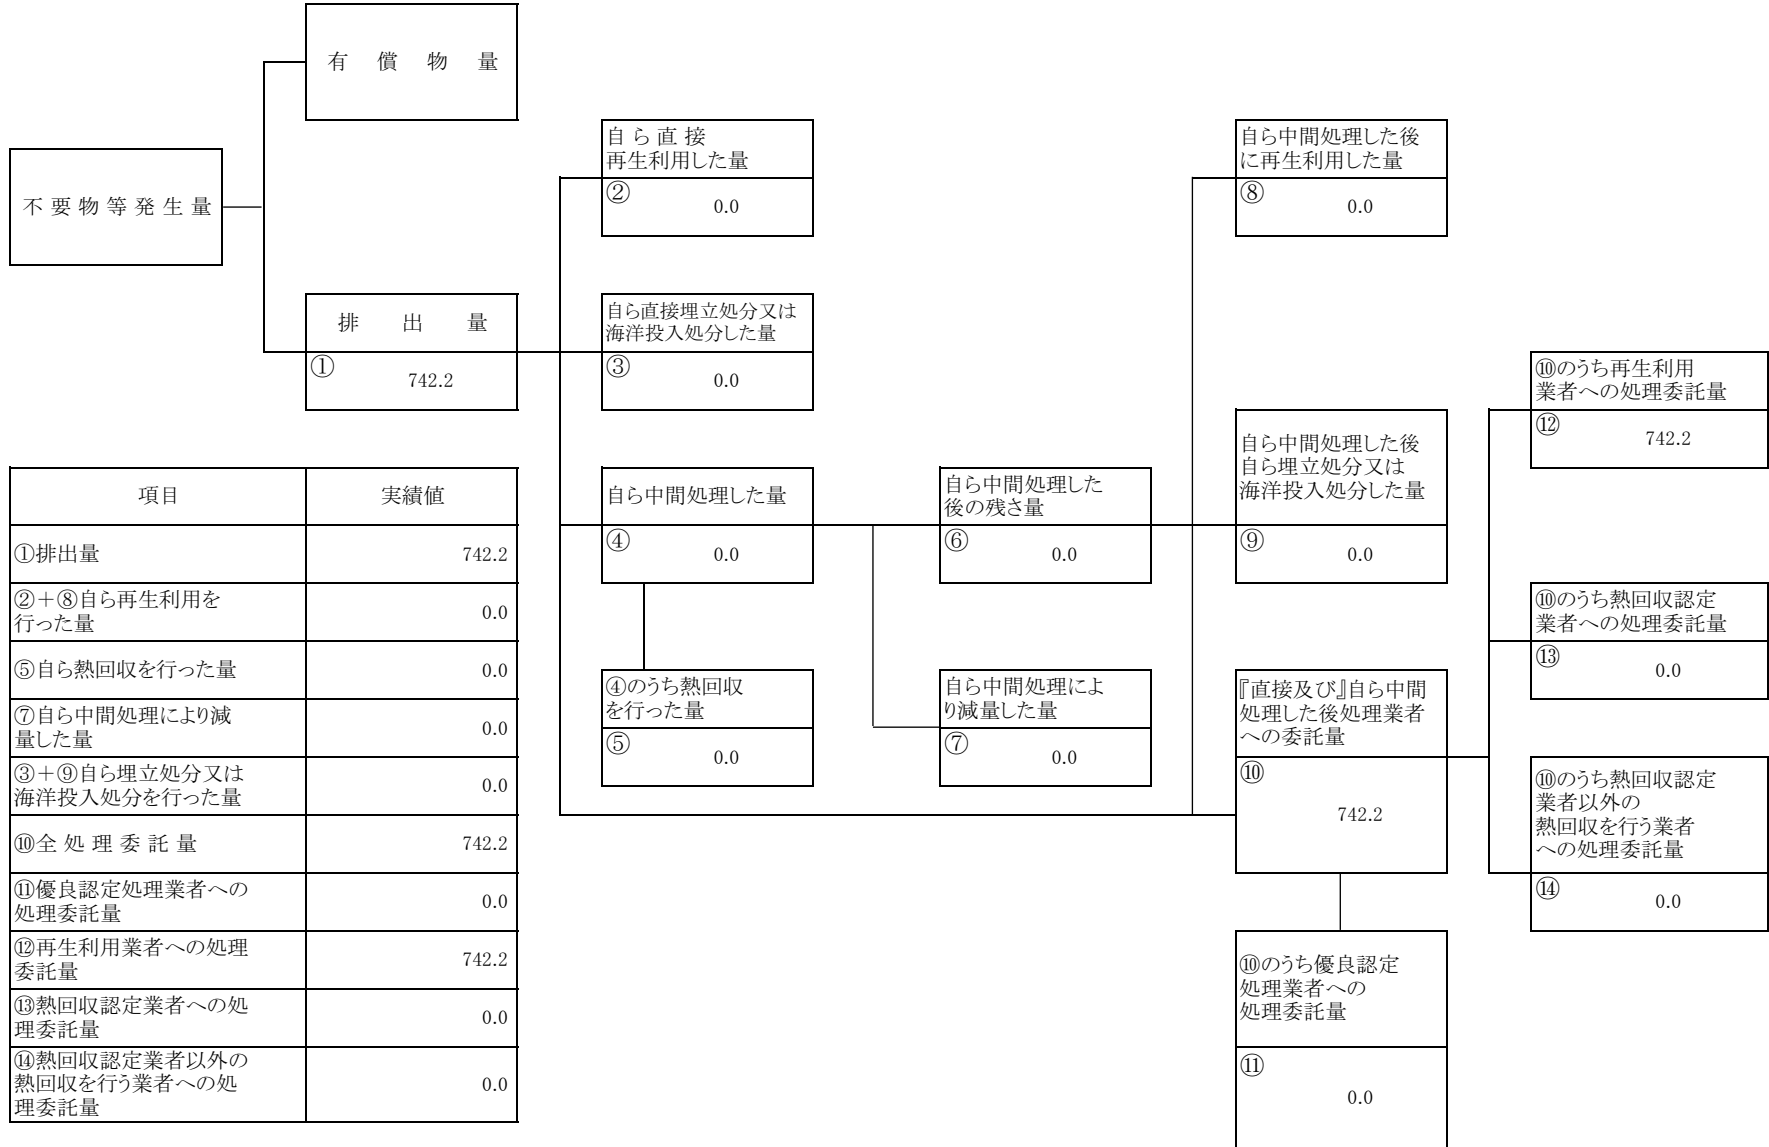 有　償　物　量
不要物等発生量
排　出　量
①
742.2
自ら直接
再生利用した量
②
0.0
自ら直接埋立処分又は
海洋投入処分した量
③
0.0
自ら中間処理した量
④
0.0
④のうち熱回収
を行った量
⑤
0.0
自ら中間処理した
後の残さ量
⑥
0.0
自ら中間処理によ
り減量した量
⑦
0.0
自ら中間処理した後
に再生利用した量
⑧
0.0
自ら中間処理した後
自ら埋立処分又は
海洋投入処分した量
⑨
0.0
『直接及び』自ら中間
処理した後処理業者
への委託量
⑩
742.2
⑩のうち優良認定
処理業者への
処理委託量
⑪
0.0
⑩のうち再生利用
業者への処理委託量
⑫
742.2
⑩のうち熱回収認定
業者への処理委託量
⑬
0.0
⑩のうち熱回収認定
業者以外の
熱回収を行う業者
への処理委託量
⑭
0.0
項目 実績値
①排出量 742.2
②＋⑧自ら再生利用を
行った量 0.0
⑤自ら熱回収を行った量 0.0
⑦自ら中間処理により減
量した量 0.0
③＋⑨自ら埋立処分又は
海洋投入処分を行った量 0.0
⑩全処理委託量 742.2
⑪優良認定処理業者への
処理委託量 0.0
⑫再生利用業者への処理
委託量 742.2
⑬熱回収認定業者への処
理委託量 0.0
⑭熱回収認定業者以外の
熱回収を行う業者への処
理委託量 0.0